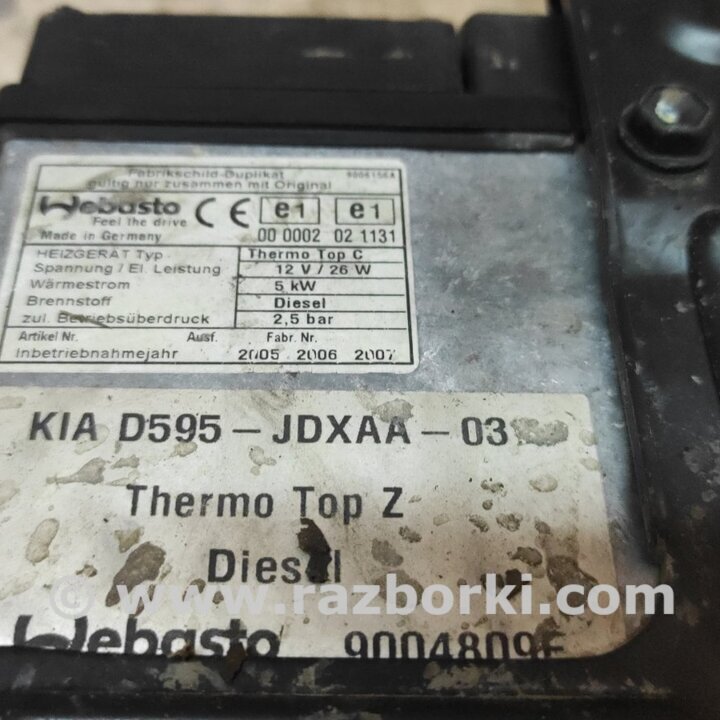 Fabrikschild-Duplikat 9006156A
gültig nur zusammen mit Original
Webasto CE e1 e1
Feel the drive
Made in Germany 00 0002 02 1131
HEIZGERÄT Typ Thermo Top C
Spannung / El. Leistung 12 V / 26 W
Wärmestrom 5 kW
Brennstoff Diesel
zul. Betriebsüberdruck 2,5 bar
Artikel Nr. Ausf. Fabr. Nr.
Inbetriebnahmejahr 2005 2006 2007
KIA D595-JDXAA-03
Thermo Top Z
Diesel
© www.razborki.com
Webasto 9004809E